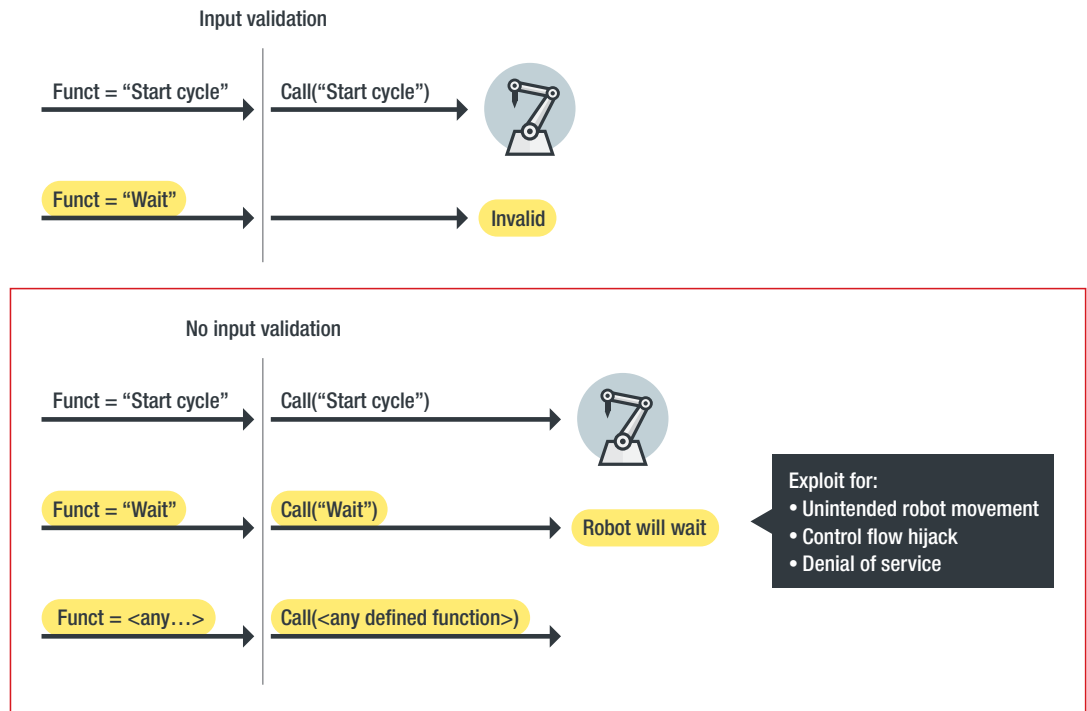 Input validation
Funct = “Start cycle”
Call(“Start cycle”)
Funct = “Wait”
Invalid
No input validation
Funct = “Start cycle”
Call(“Start cycle”)
Funct = “Wait”
Call(“Wait”)
Robot will wait
Exploit for:
• Unintended robot movement
• Control flow hijack
• Denial of service
Funct = <any…>
Call(<any defined function>)